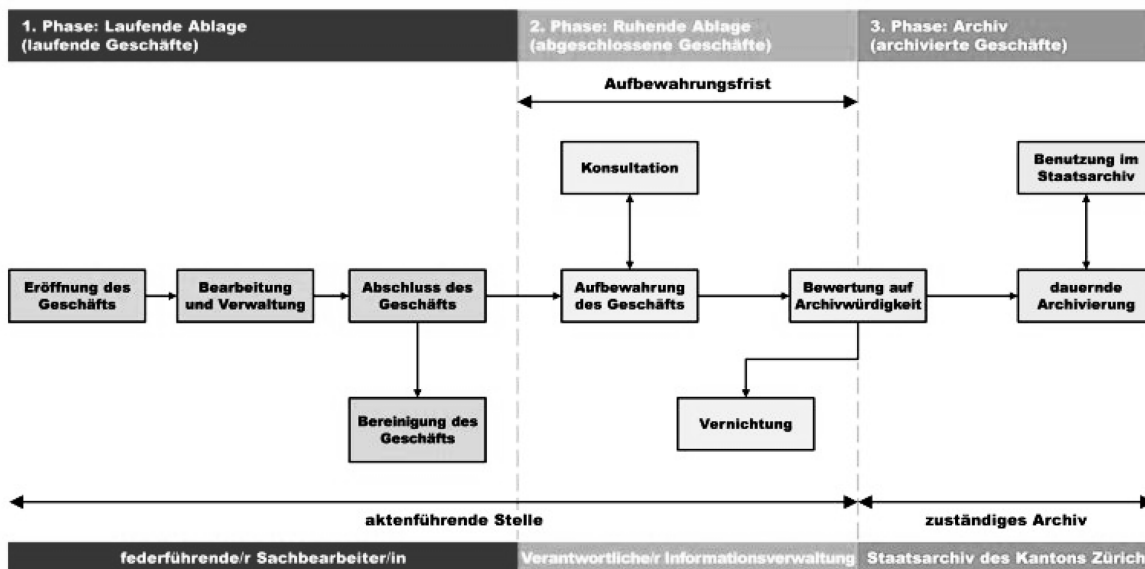 1. Phase: Laufende Ablage
(laufende Geschäfte)
2. Phase: Ruhende Ablage
(abgeschlossene Geschäfte)
3. Phase: Archiv
(archivierte Geschäfte)
Aufbewahrungsfrist
Konsultation
Benutzung im
Staatsarchiv
Eröffnung des
Geschäfts
Bearbeitung
und Verwaltung
Abschluss des
Geschäfts
Aufbewahrung
des Geschäfts
Bewertung auf
Archivwürdigkeit
dauernde
Archivierung
Bereinigung des
Geschäfts
Vernichtung
aktenführende Stelle
zuständiges Archiv
federführende/r Sachbearbeiter/in
Verantwortliche/r Informationsverwaltung
Staatsarchiv des Kantons Zürich